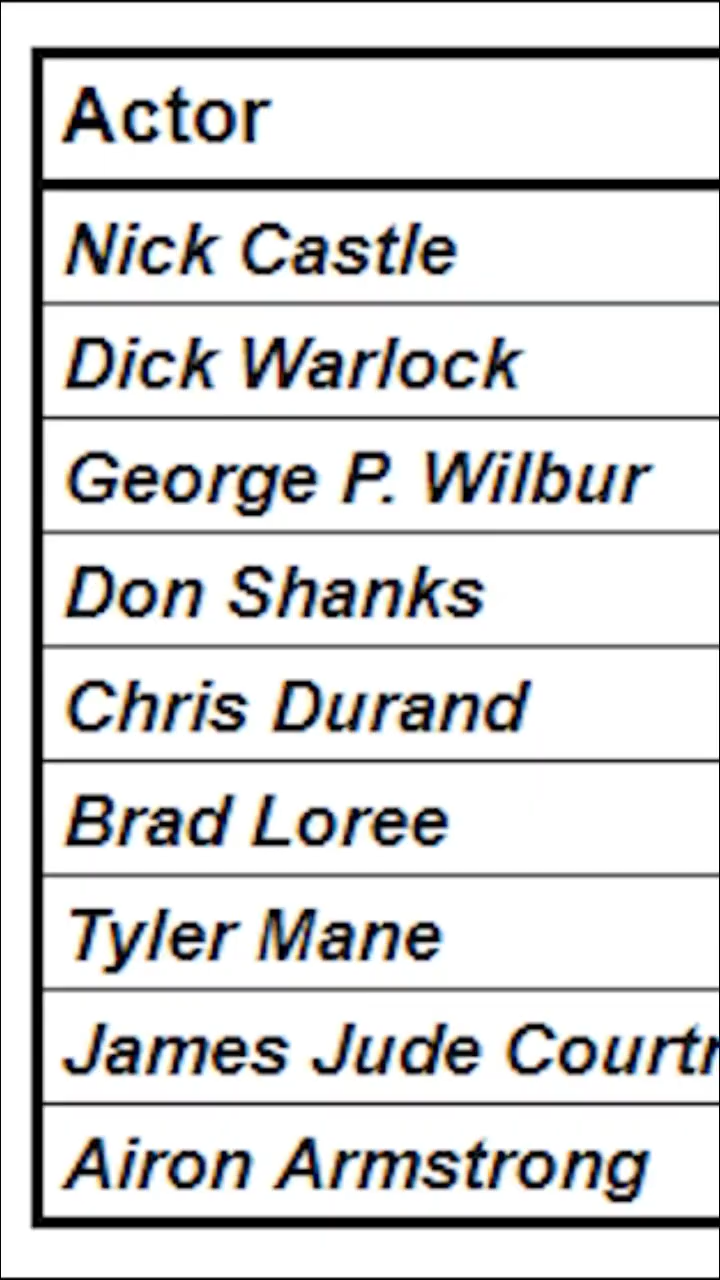 Actor
Nick Castle
Dick Warlock
George P. Wilbur
Don Shanks
Chris Durand
Brad Loree
Tyler Mane
James Jude
Airon Armstrong